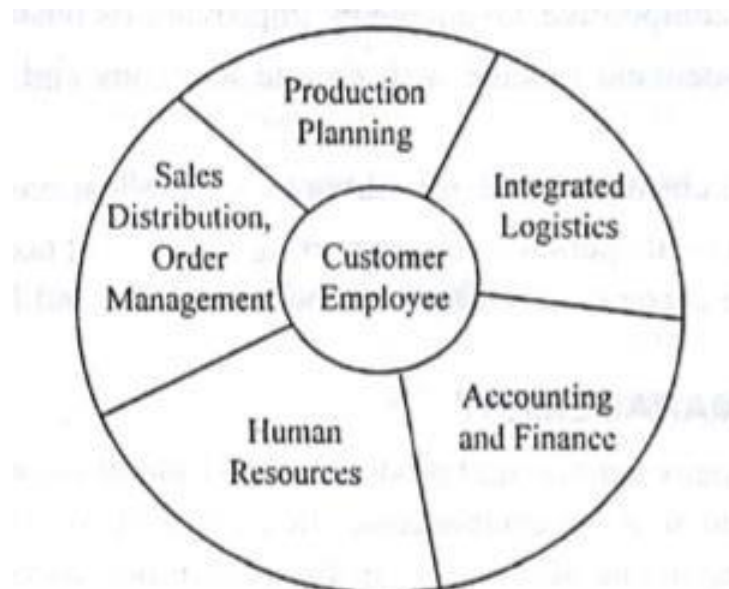 Production
Planning
Integrated
Logistics
Sales
Distribution,
Order
Management
Customer
Employee
Accounting
and Finance
Human
Resources